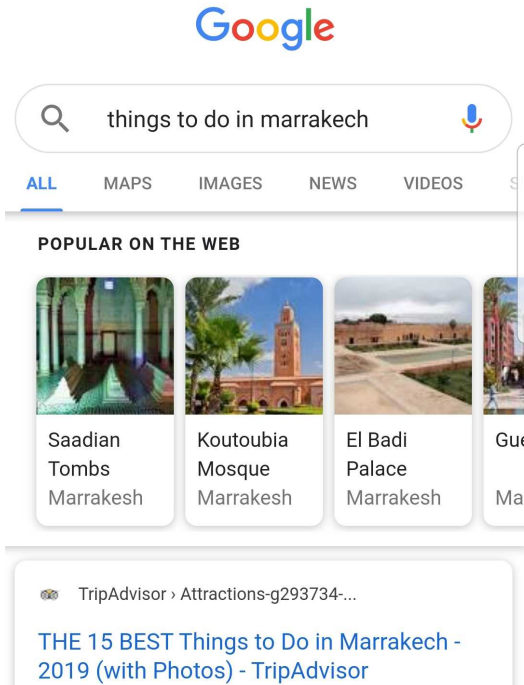 Google
things to do in marrakech
ALL MAPS IMAGES NEWS VIDEOS S
POPULAR ON THE WEB
Saadian Tombs
Marrakesh
Koutoubia Mosque
Marrakesh
El Badi Palace
Marrakesh
Gue
Ma
TripAdvisor › Attractions-g293734-...
THE 15 BEST Things to Do in Marrakech -
2019 (with Photos) - TripAdvisor